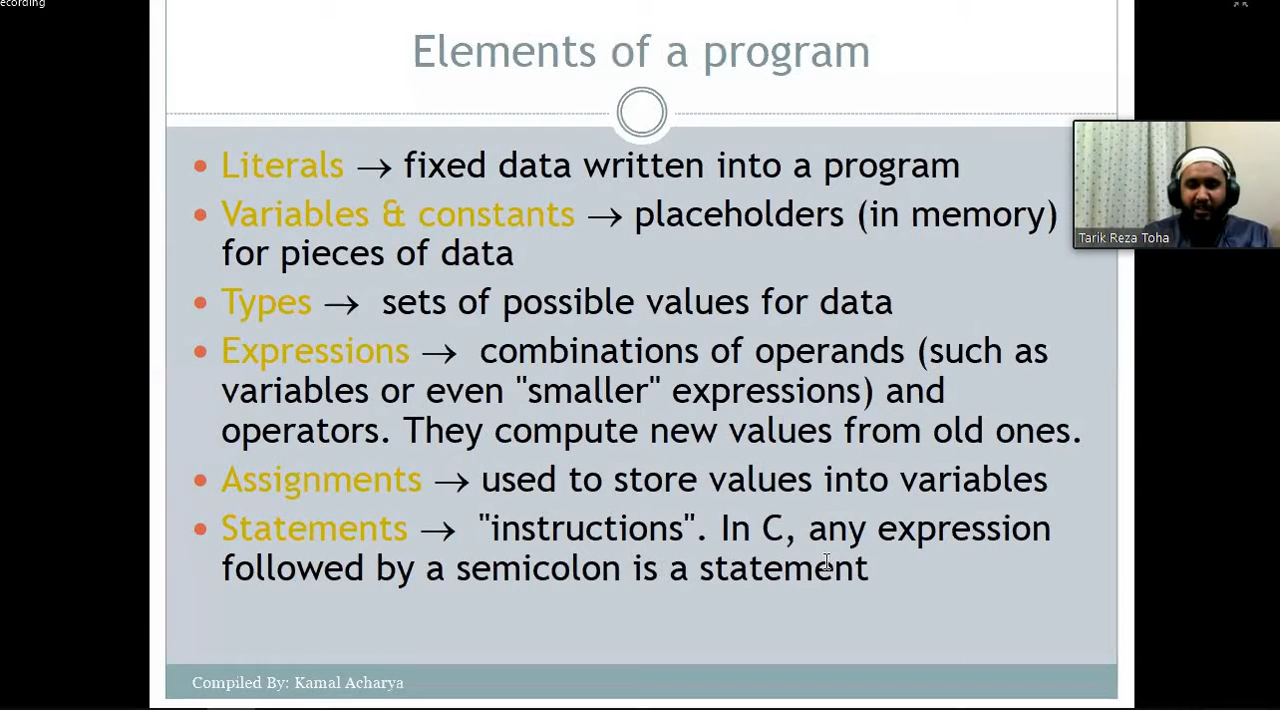 ecording
Elements of a program
• Literals → fixed data written into a program
• Variables & constants → placeholders (in memory)
for pieces of data
• Types → sets of possible values for data
• Expressions → combinations of operands (such as
variables or even "smaller" expressions) and
operators. They compute new values from old ones.
• Assignments → used to store values into variables
• Statements → "instructions". In C, any expression
followed by a semicolon is a statement
Tarik Reza Toha
Compiled By: Kamal Acharya